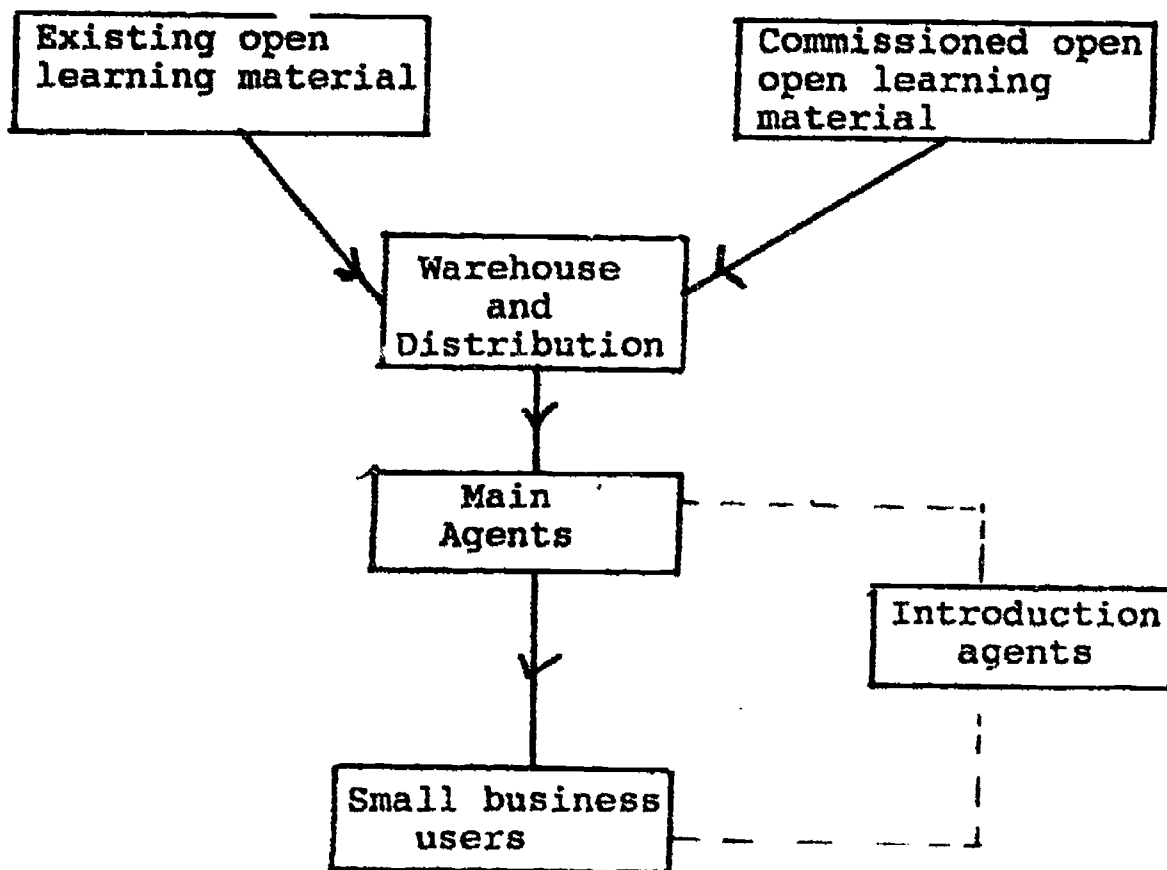 Existing open
learning material
Commissioned open
open learning
material
Warehouse
and
Distribution
Main
Agents
Introduction
agents
Small business
users